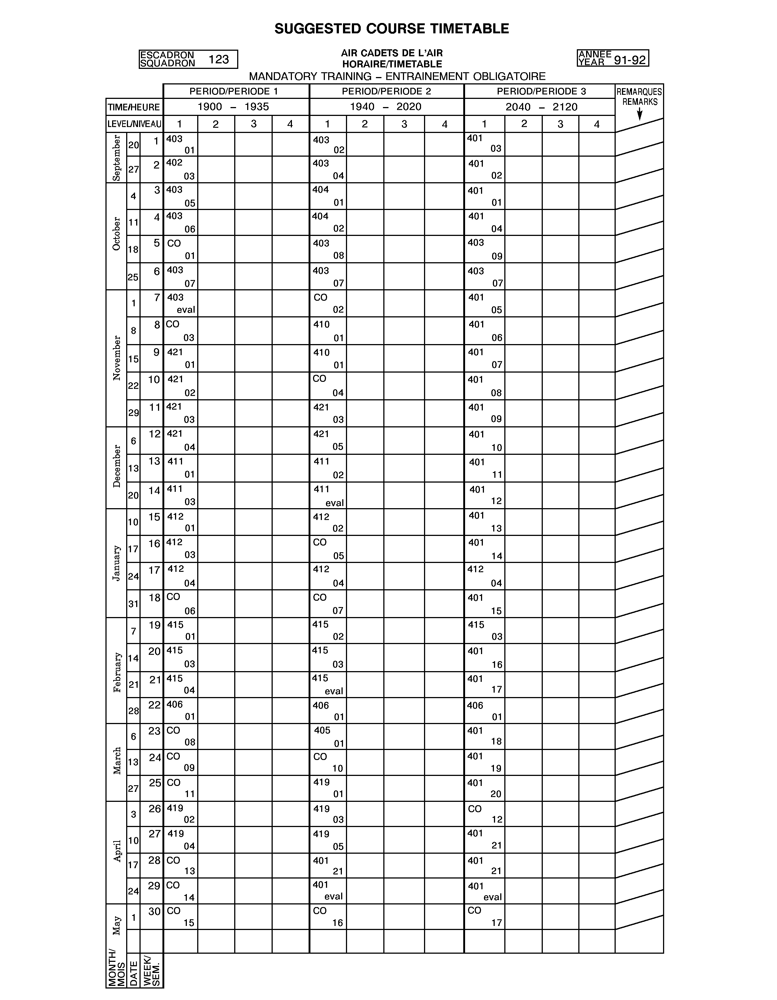 SUGGESTED COURSE TIMETABLE
ESCADRON
SQUADRON 123
AIR CADETS DE L'AIR
HORAIRE/TIMETABLE
ANNEE
YEAR 91-92
MANDATORY TRAINING – ENTRAINEMENT OBLIGATOIRE
PERIOD/PERIODE 1 PERIOD/PERIODE 2 PERIOD/PERIODE 3 REMARQUES
REMARKS
TIME/HEURE 1900 – 1935 1940 – 2020 2040 – 2120
LEVEL/NIVEAU 1 2 3 4 1 2 3 4 1 2 3 4
September
20 1 403 01 403 02 401 03
27 2 402 03 403 04 401 02
October
4 3 403 05 404 01 401 01
11 4 403 06 404 02 401 04
18 5 CO 01 403 08 403 09
25 6 403 07 403 07 403 07
November
1 7 403 eval CO 02 401 05
8 8 CO 03 410 01 401 06
15 9 421 01 410 01 401 07
22 10 421 02 CO 04 401 08
29 11 421 03 421 03 401 09
December
6 12 421 04 421 05 401 10
13 13 411 01 411 02 401 11
20 14 411 03 411 eval 401 12
January
10 15 412 01 412 02 401 13
17 16 412 03 CO 05 401 14
24 17 412 04 412 04 412 04
31 18 CO 06 CO 07 401 15
February
7 19 415 01 415 02 415 03
14 20 415 03 415 03 401 16
21 21 415 04 415 eval 401 17
28 22 406 01 406 01 406 01
March
6 23 CO 08 405 01 401 18
13 24 CO 09 CO 10 401 19
27 25 CO 11 419 01 401 20
April
3 26 419 02 419 03 CO 12
10 27 419 04 419 05 401 21
17 28 CO 13 401 21 401 21
24 29 CO 14 401 eval 401 eval
May
1 30 CO 15 CO 16 CO 17
MONTH/
MOIS
DATE
WEEK/
SEM.